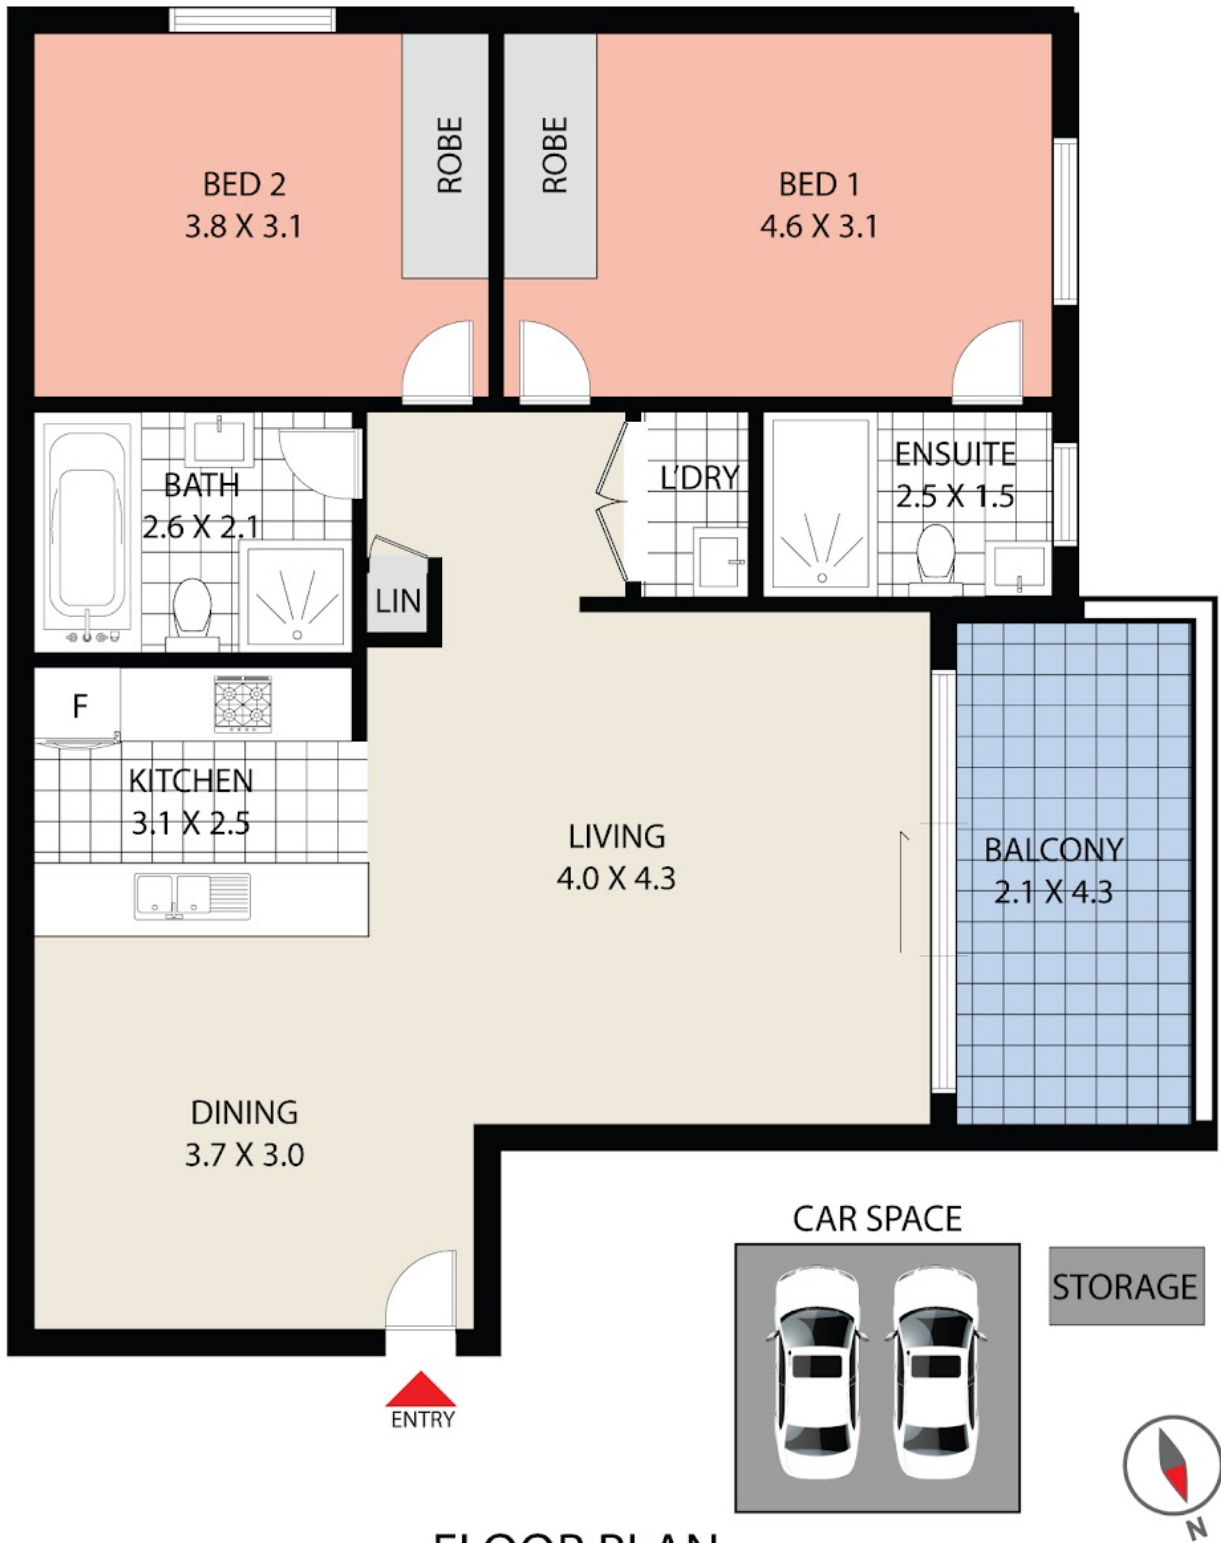 BED 2
3.8 X 3.1
ROBE
ROBE
BED 1
4.6 X 3.1
BATH
2.6 X 2.1
L'DRY
ENSUITE
2.5 X 1.5
LIN
F
KITCHEN
3.1 X 2.5
LIVING
4.0 X 4.3
BALCONY
2.1 X 4.3
DINING
3.7 X 3.0
CAR SPACE
STORAGE
ENTRY
N
FLOOR PLAN